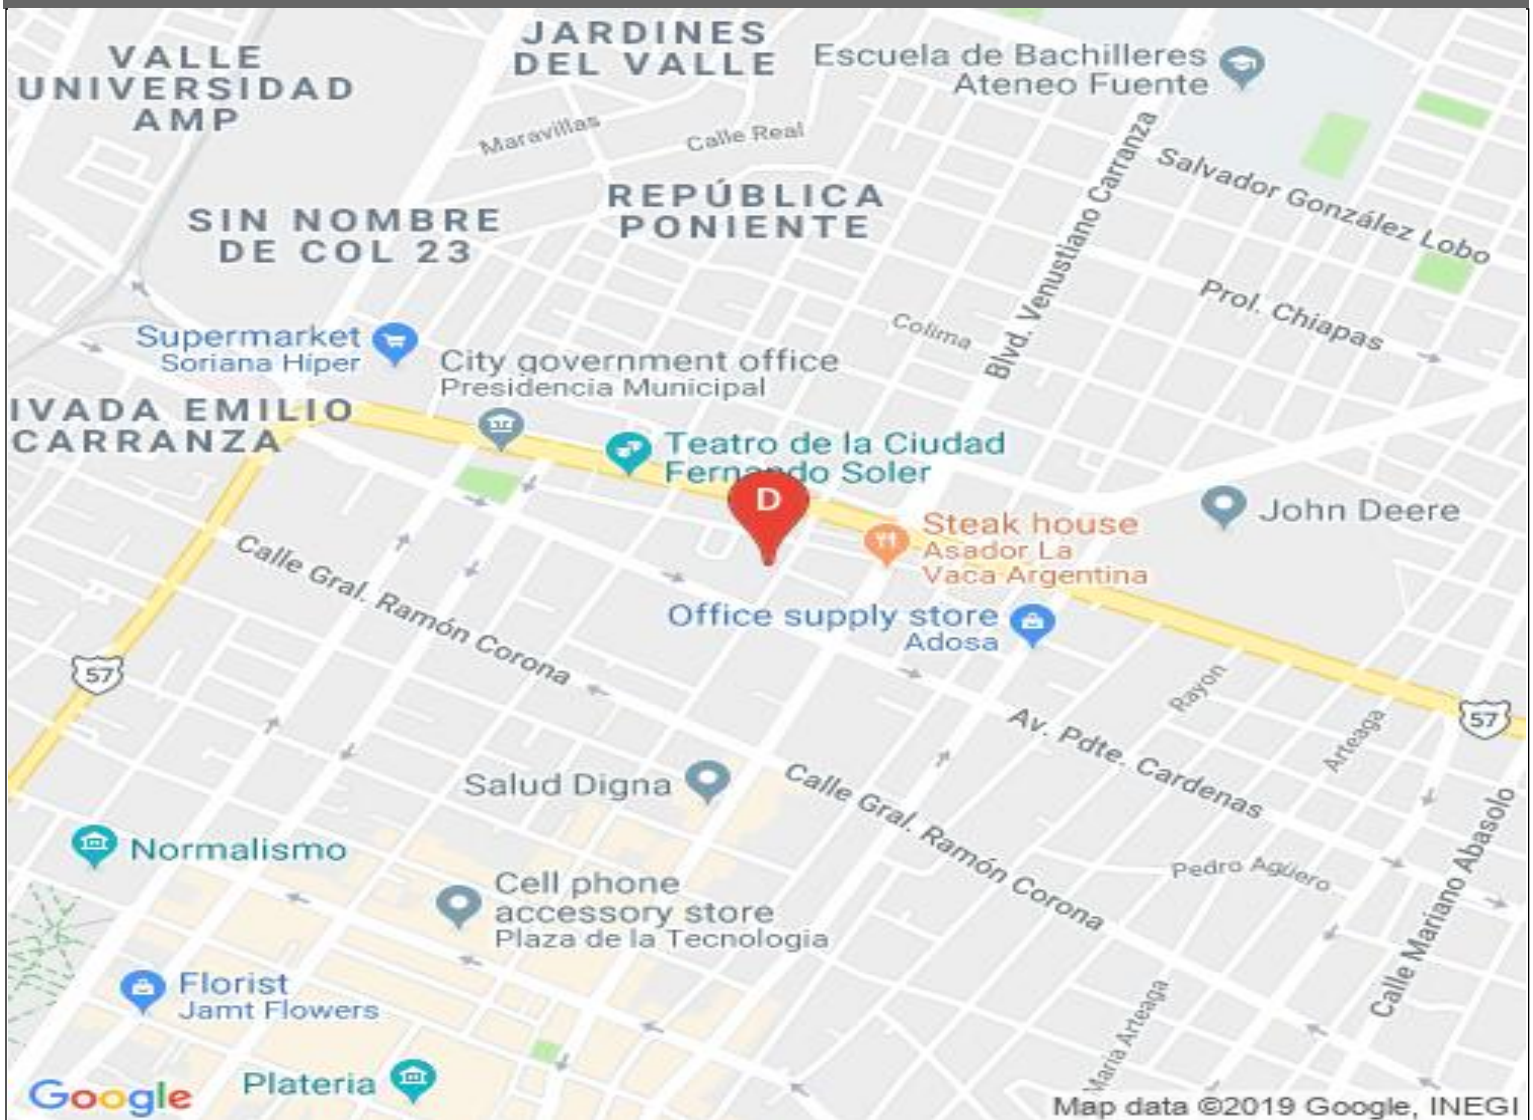 JARDINES
DEL VALLE
VALLE
UNIVERSIDAD
AMP
Escuela de Bachilleres
Ateneo Fuente
Maravillas
Calle Real
Blvd. Venustiano Carranza
Salvador González Lobo
REPÚBLICA
PONIENTE
SIN NOMBRE
DE COL 23
Prol. Chiapas
Colima
Supermarket
Soriana Híper
City government office
Presidencia Municipal
IVADA EMILIO
CARRANZA
Teatro de la Ciudad
Fernando Soler
D
John Deere
Steak house
Asador La
Vaca Argentina
Calle Gral. Ramón Corona
Office supply store
Adosa
57
Rayon
57
Av. Pdte. Cardenas
Arteaga
Salud Digna
Calle Gral. Ramón Corona
Calle Mariano Abasolo
Normalismo
Pedro Agüero
Cell phone
accessory store
Plaza de la Tecnologia
Florist
Jamt Flowers
Maria Arteaga
Plateria
Google
Map data ©2019 Google, INEGI